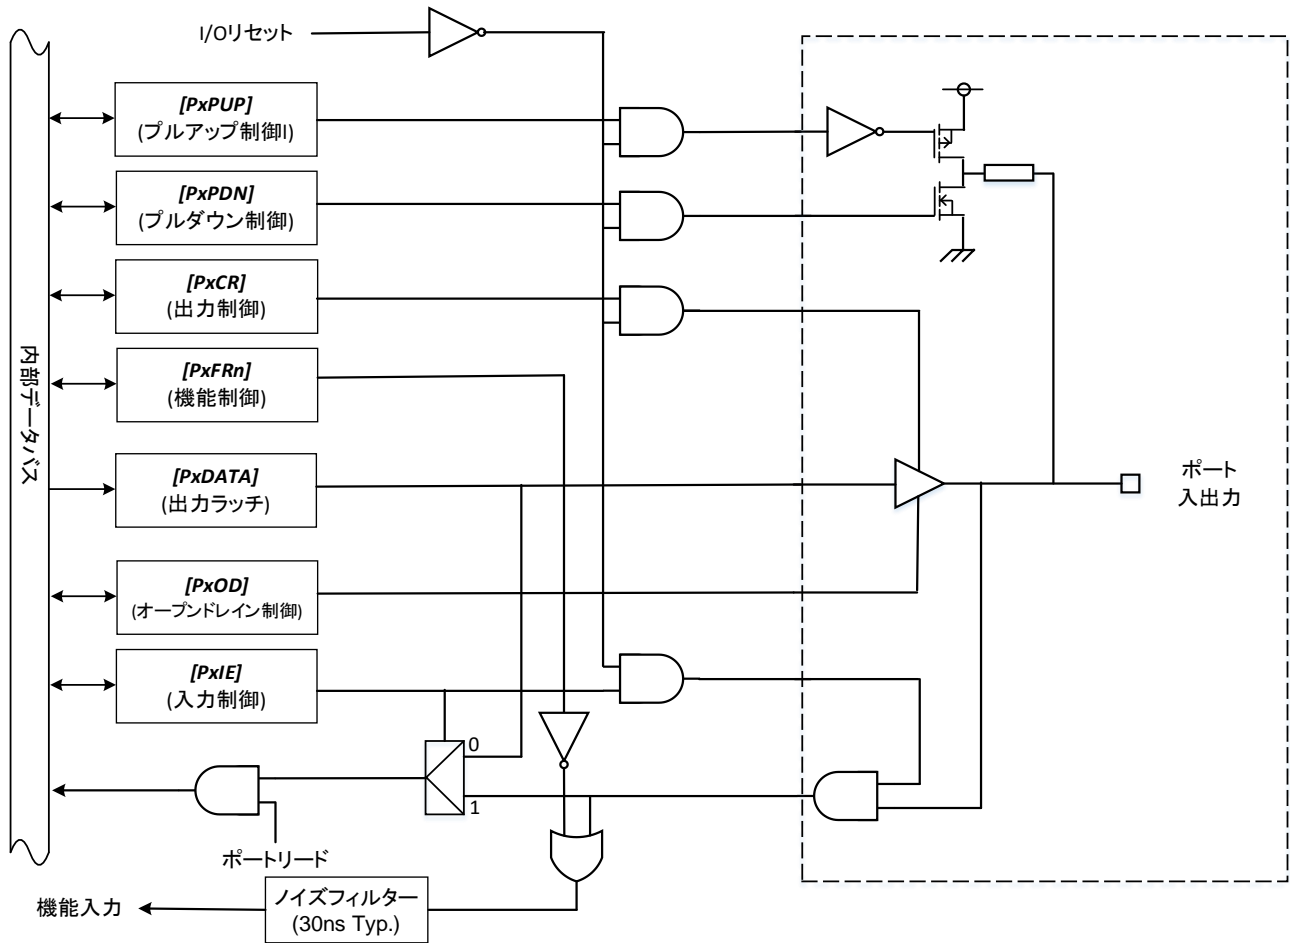 I/Oリセット
[PxPUP]
(プルアップ制御I)
[PxPDN]
(プルダウン制御)
[PxCR]
(出力制御)
内部データバス
[PxFRn]
(機能制御)
[PxDATA]
(出力ラッチ)
ポート
入出力
[PxOD]
(オープンドレイン制御)
[PxIE]
(入力制御)
0
1
ポートリード
機能入力
ノイズフィルター
(30ns Typ.)